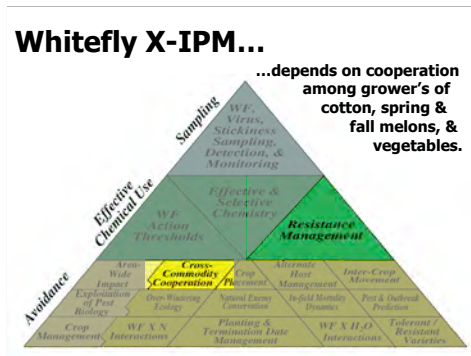 Whitefly X-IPM…
…depends on cooperation
among grower's of
cotton, spring &
fall melons, &
vegetables.
Sampling
WF,
Virus,
Stickiness
Sampling,
Detection, &
Monitoring
Effective
Chemical Use
WF
Action
Thresholds
Effective &
Selective
Chemistry
Resistance
Management
Avoidance
Area-
Wide
Impact
Cross-
Commodity
Cooperation
Crop
Placement
Alternate
Host
Management
Inter-Crop
Movement
Exploitation
of Pest
Biology
Over-Wintering
Ecology
Natural Enemy
Conservation
In-field Mortality
Dynamics
Pest & Outbreak
Prediction
Crop
Management
WF X N
Interactions
Planting &
Termination Date
Management
WF X H2O
Interactions
Tolerant /
Resistant
Varieties